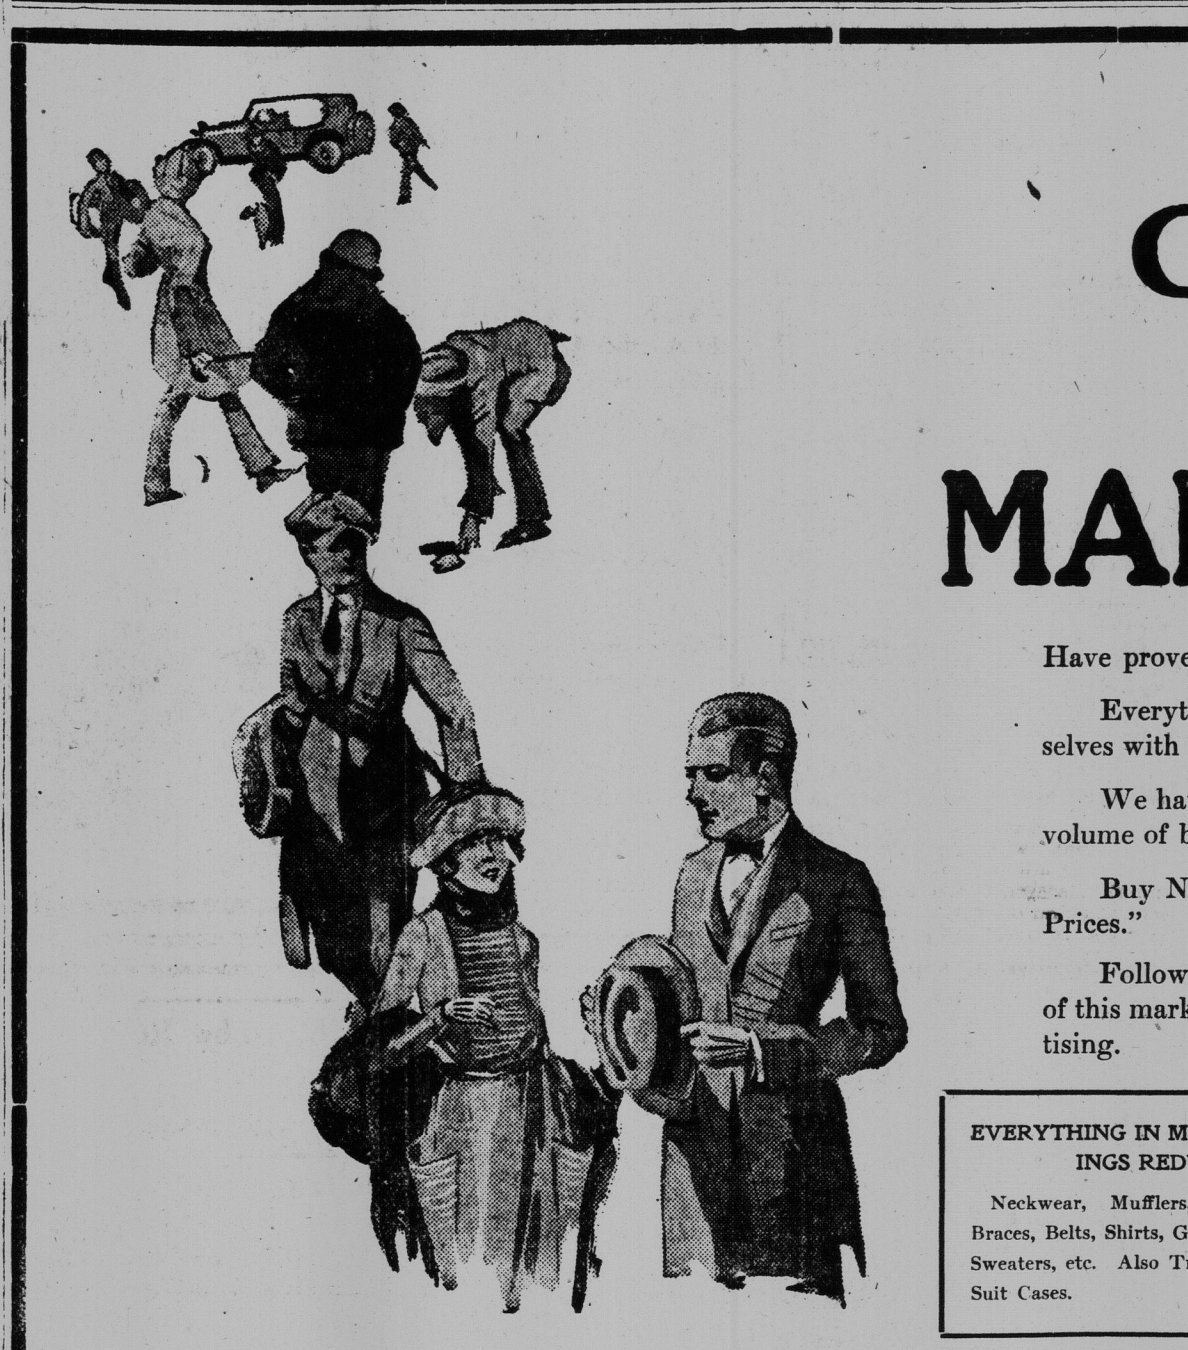 MA
Have prove
Everyt
selves with
We ha
volume of b
Buy N
Prices.”
Follow
of this mark
tising.
EVERYTHING IN M
INGS RED
Neckwear, Mufflers,
Braces, Belts, Shirts, G
Sweaters, etc. Also T
Suit Cases.